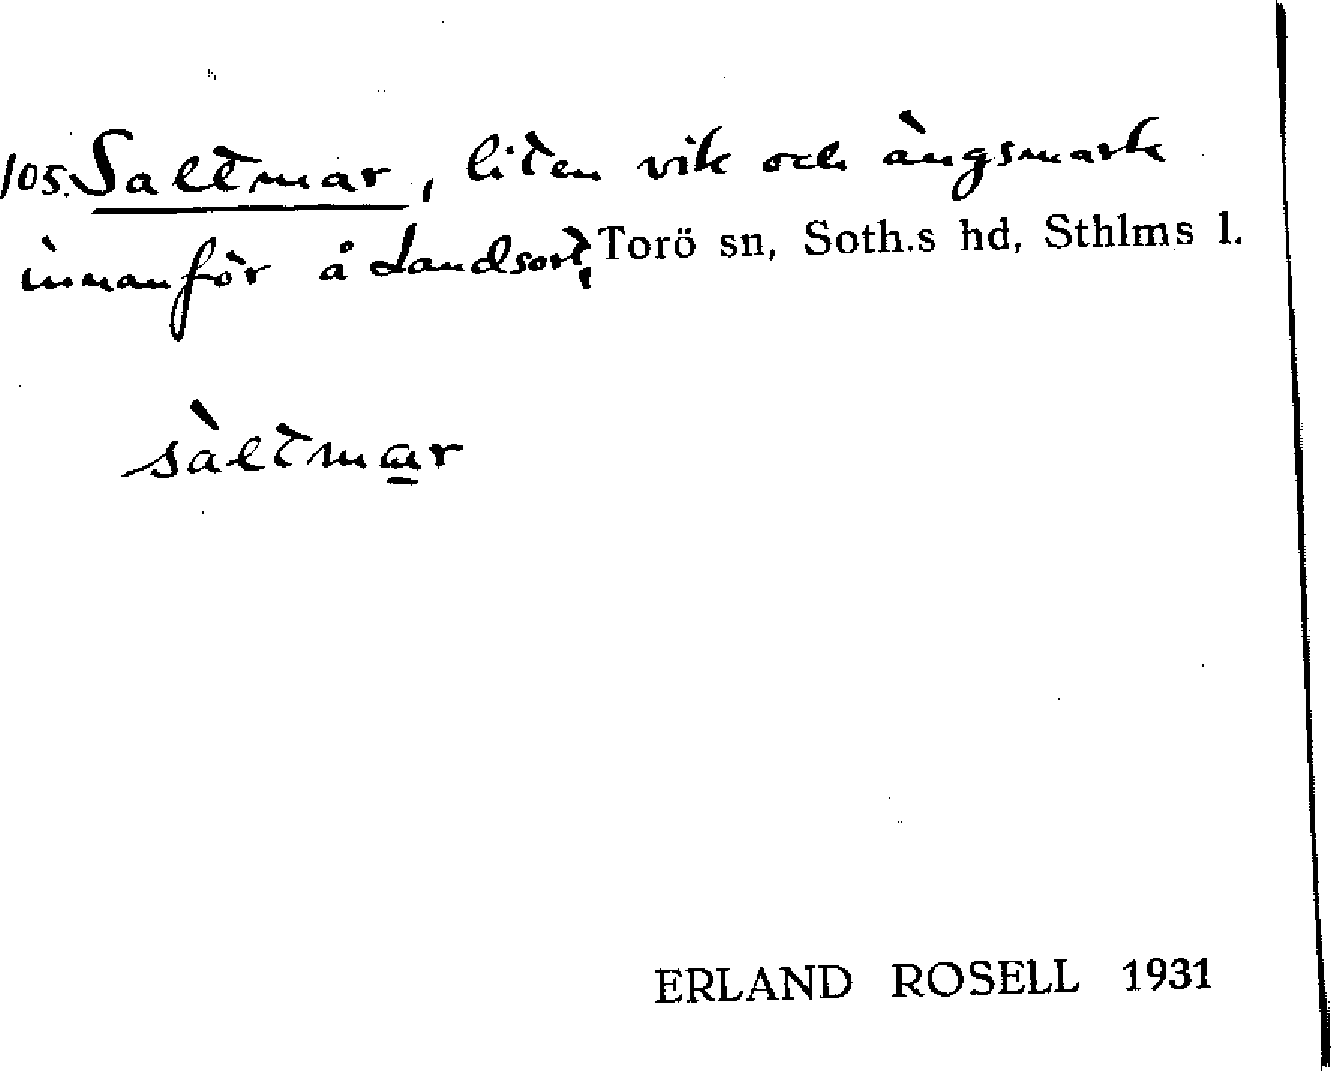 105. Saltmar, liten vik och ängsmark
innanför å Landsort, Torö sn, Soth.s hd, Sthlms l.
sàltmar
ERLAND ROSELL 1931